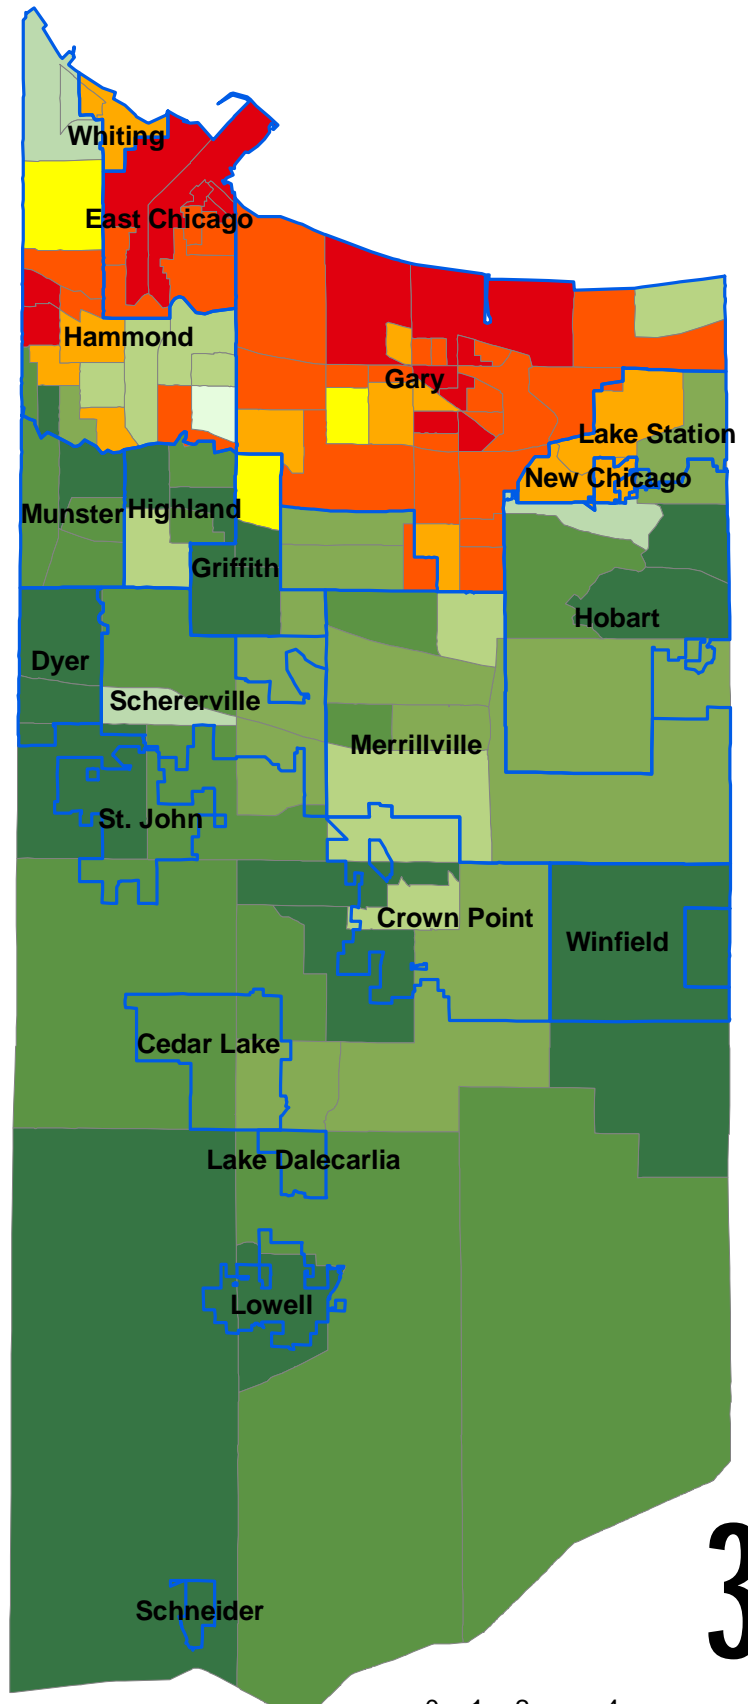 Whiting
East Chicago
Hammond
Gary
Lake Station
New Chicago
Munster
Highland
Griffith
Hobart
Dyer
Schererville
Merrillville
St. John
Crown Point
Winfield
Cedar Lake
Lake Dalecarlia
Lowell
3
Schneider